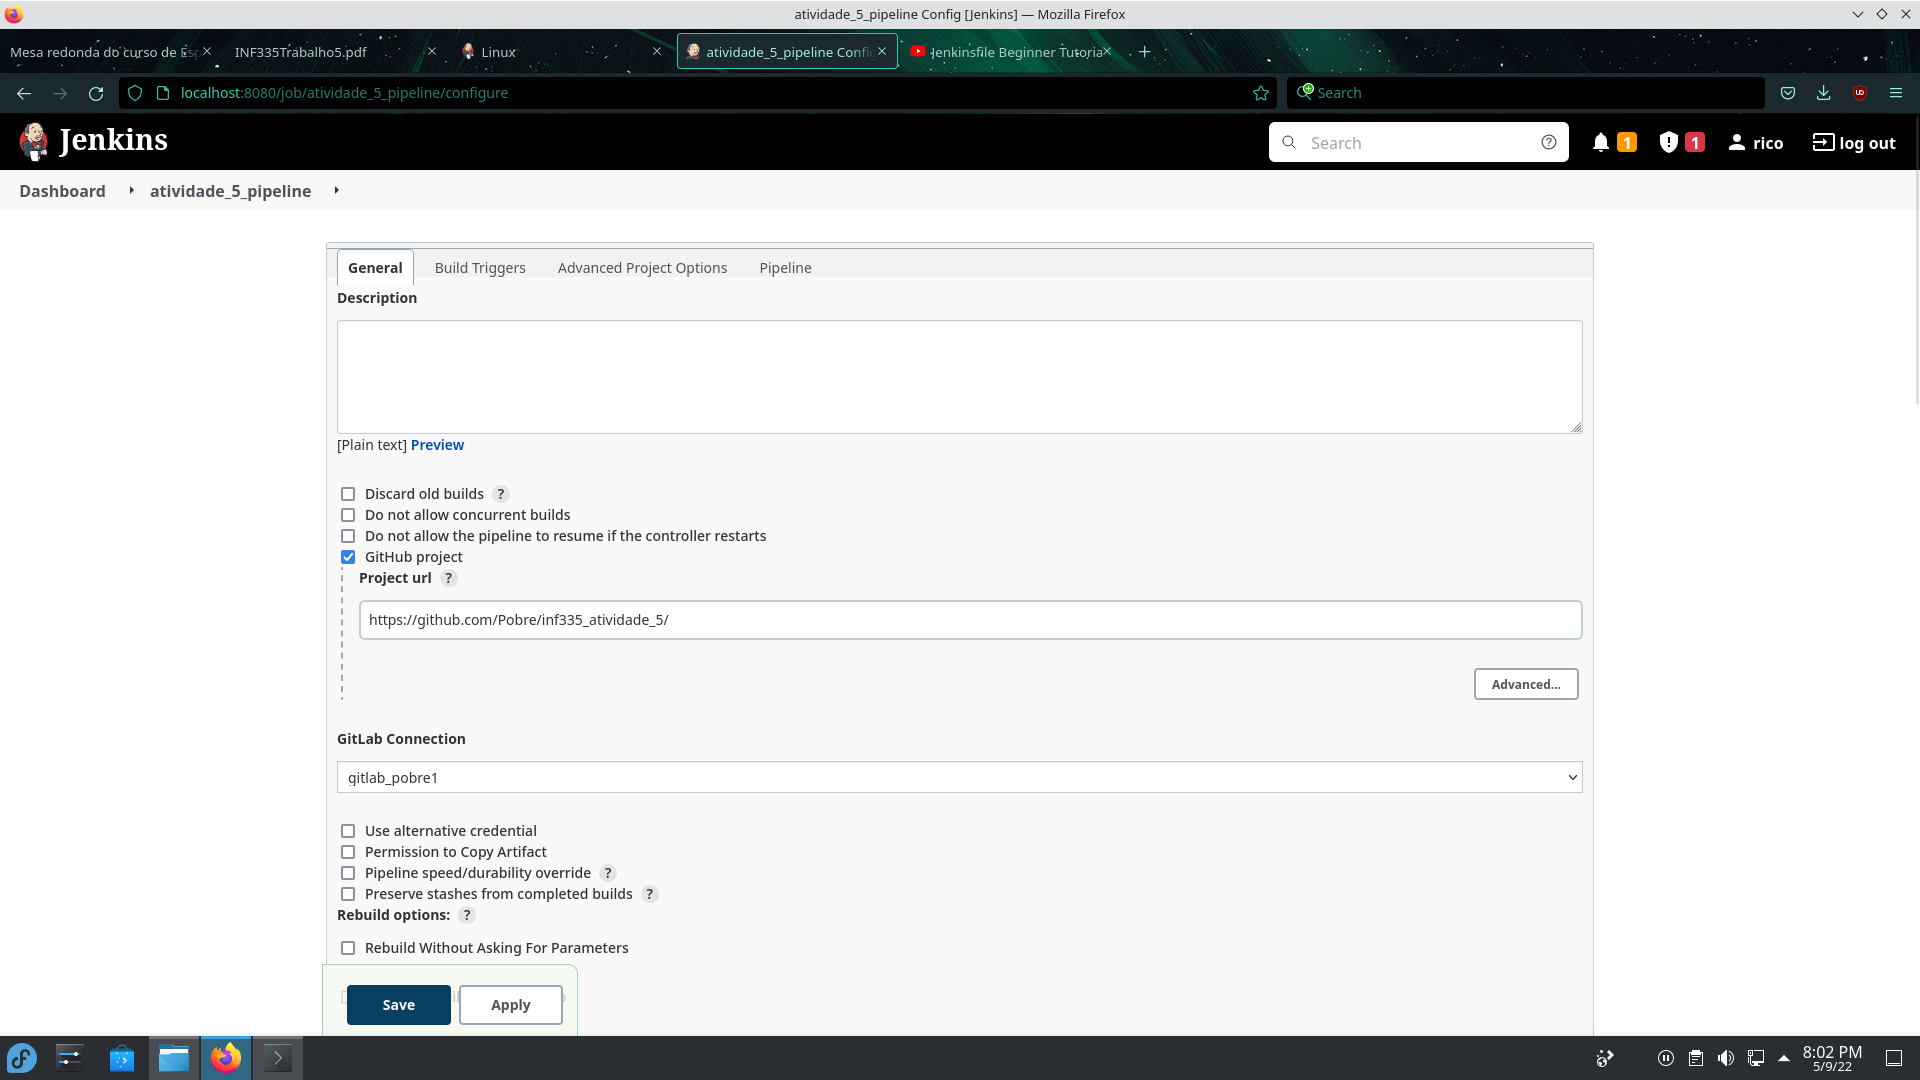 atividade_5_pipeline Config [Jenkins] — Mozilla Firefox
Mesa redonda do curso de Es
INF335Trabalho5.pdf
Linux
atividade_5_pipeline Confi
Jenkinsfile Beginner Tutoria
localhost:8080/job/atividade_5_pipeline/configure
Search
Jenkins
Search
?
1
1
rico
log out
Dashboard
atividade_5_pipeline
General
Build Triggers
Advanced Project Options
Pipeline
Description
[Plain text] Preview
Discard old builds ?
Do not allow concurrent builds
Do not allow the pipeline to resume if the controller restarts
GitHub project
Project url ?
https://github.com/Pobre/inf335_atividade_5/
Advanced...
GitLab Connection
gitlab_pobre1
Use alternative credential
Permission to Copy Artifact
Pipeline speed/durability override ?
Preserve stashes from completed builds ?
Rebuild options: ?
Rebuild Without Asking For Parameters
Save
Apply
8:02 PM
5/9/22